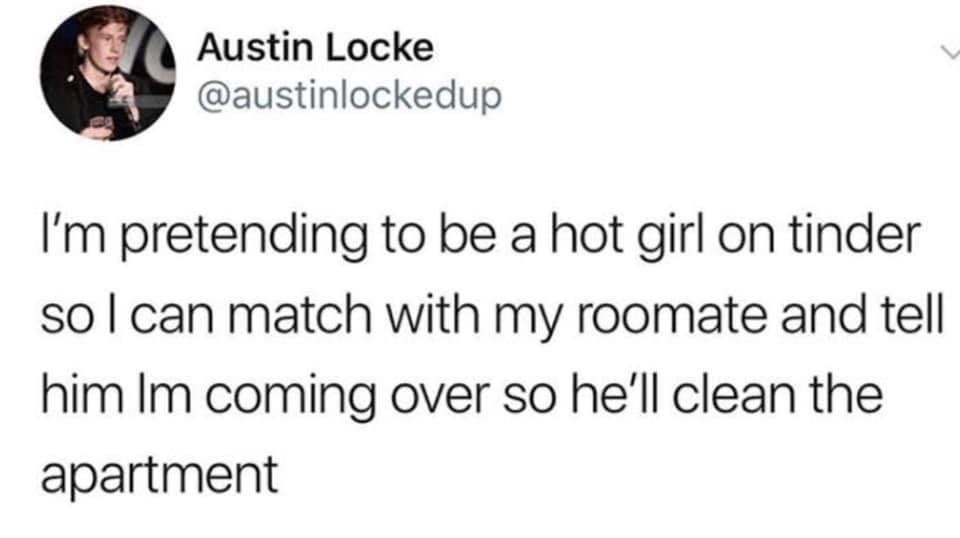 Austin Locke
@austinlockedup
I'm pretending to be a hot girl on tinder
so I can match with my roomate and tell
him Im coming over so he'll clean the
apartment